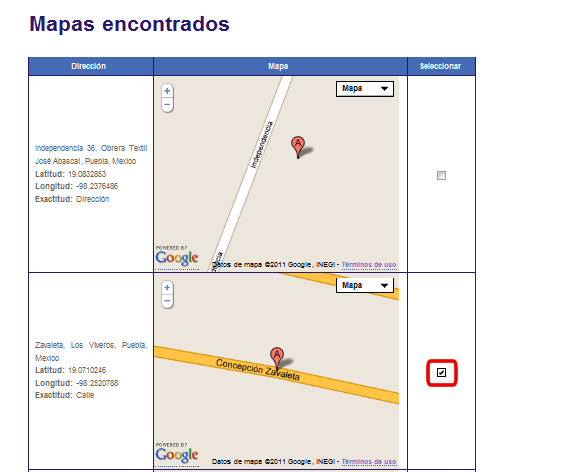 Mapas encontrados
Dirección Mapa Seleccionar
Independencia 36, Obrera Textil
José Abascal, Puebla, Mexico
Latitud: 19.0832853
Longitud: -98.2376486
Exactitud: Dirección
+
Mapa
−
A
Independencia
dencia
POWERED BY
Google
Datos de mapa ©2011 Google, INEGI - Términos de uso
Zavaleta, Los Viveros, Puebla,
Mexico
Latitud: 19.0710246
Longitud: -98.2520788
Exactitud: Calle
+
Mapa
−
A
Concepción Zavaleta
POWERED BY
Google
Datos de mapa ©2011 Google, INEGI - Términos de uso